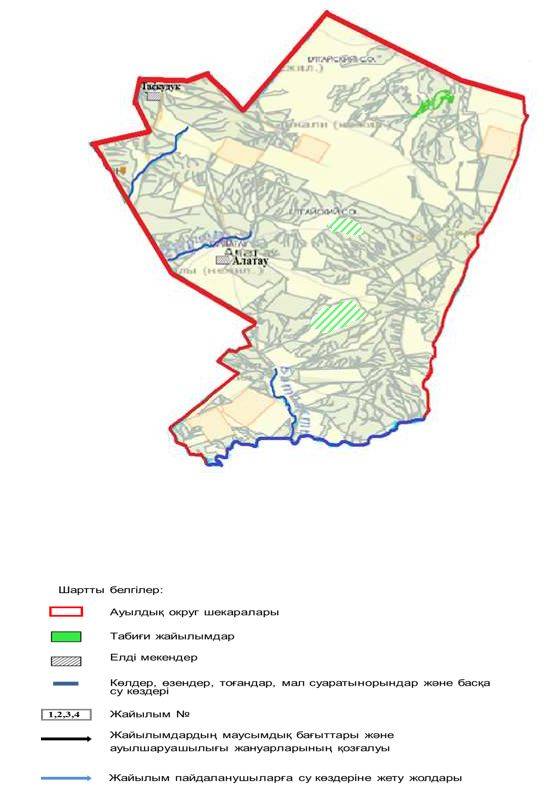 АЛТАЙСКИЙ С.О.
Таскудук
АЛТАЙСКИЙ С.О.
Алатау
Шартты белгілер:
Ауылдық округ шекаралары
Табиғи жайылымдар
Елді мекендер
Көлдер, өзендер, тоғандар, мал суаратынорындар және басқа
су көздері
1,2,3,4 Жайылым №
Жайылымдардың маусымдық бағыттары және
ауылшаруашылығы жануарларының қозғалуы
Жайылым пайдаланушыларға су көздеріне жету жолдары